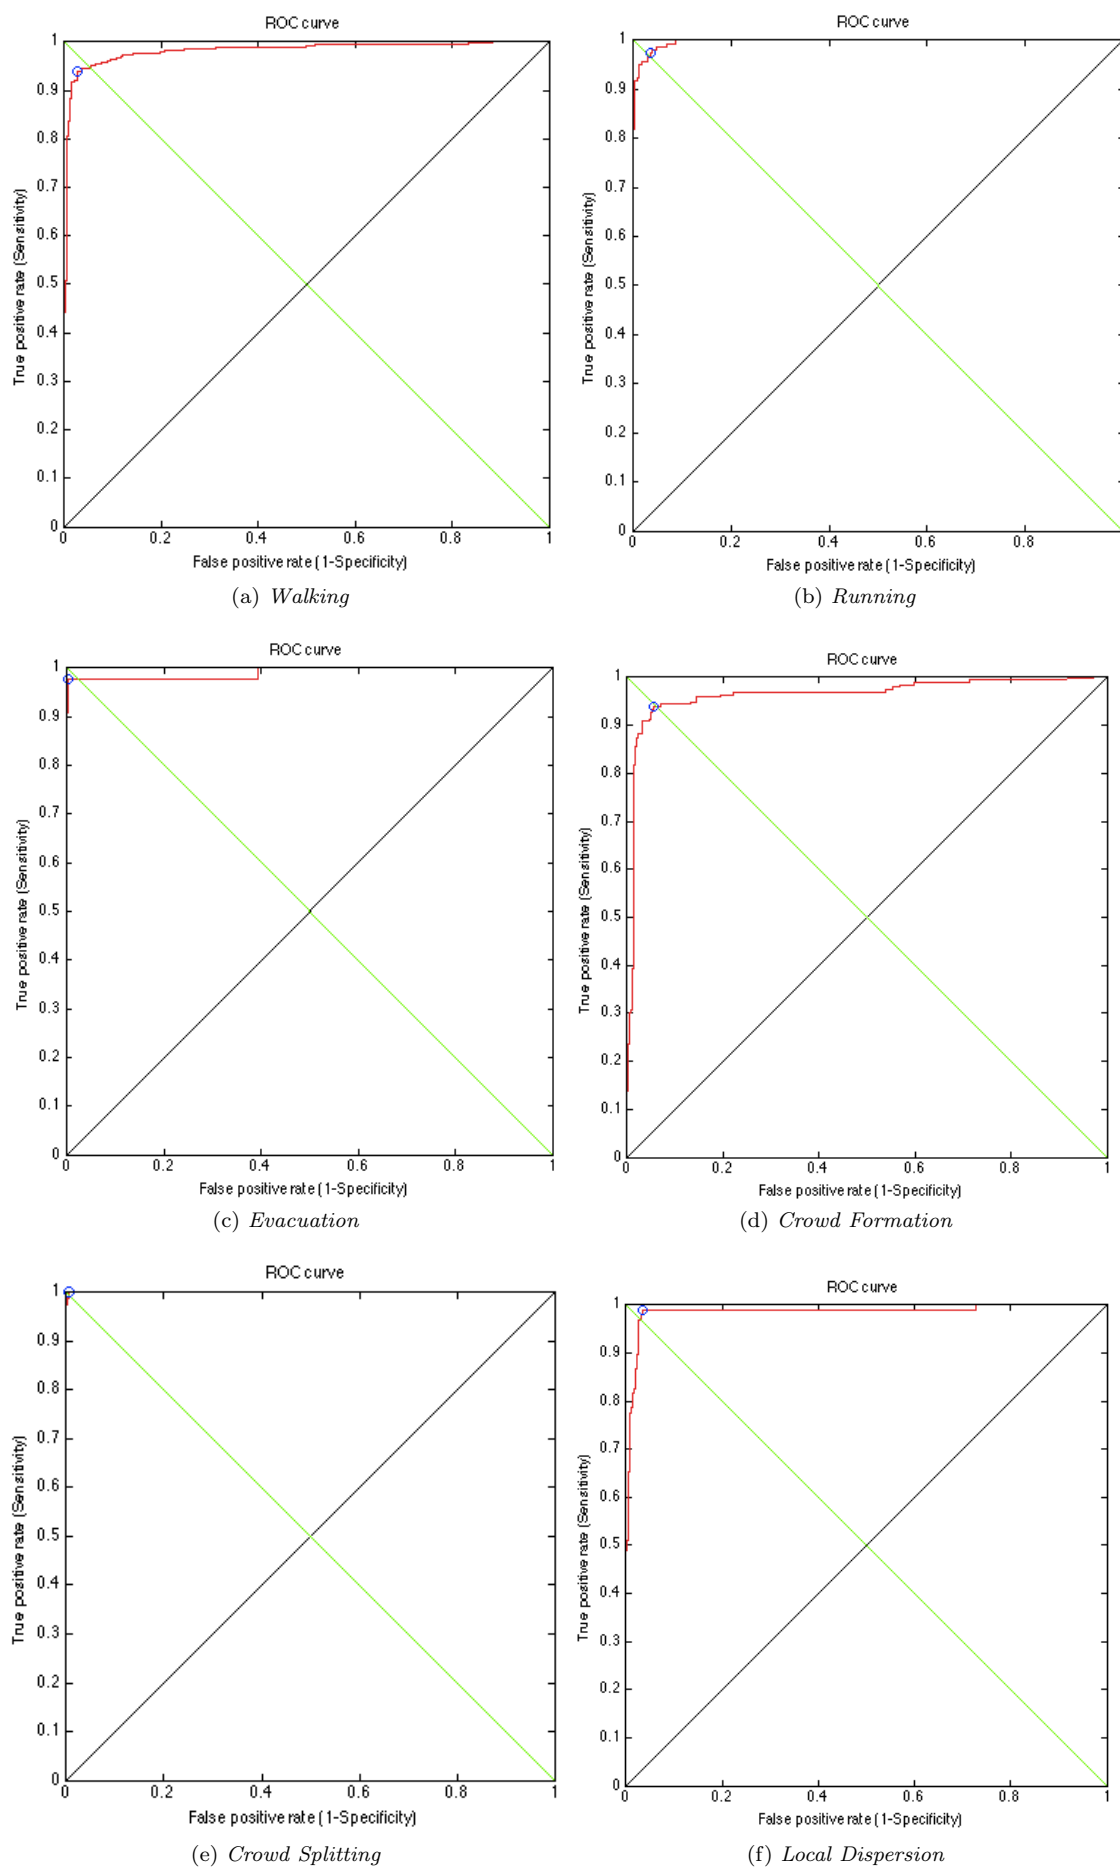 ROC curve
1
0.9
0.8
0.7
0.6
0.5
0.4
0.3
0.2
0.1
0
True positive rate (Sensitivity)
0 0.2 0.4 0.6 0.8 1
False positive rate (1-Specificity)
(a) Walking
ROC curve
1
0.9
0.8
0.7
0.6
0.5
0.4
0.3
0.2
0.1
0
True positive rate (Sensitivity)
0 0.2 0.4 0.6 0.8
False positive rate (1-Specificity)
(b) Running
ROC curve
1
0.9
0.8
0.7
0.6
0.5
0.4
0.3
0.2
0.1
0
True positive rate (Sensitivity)
0 0.2 0.4 0.6 0.8 1
False positive rate (1-Specificity)
(c) Evacuation
ROC curve
1
0.9
0.8
0.7
0.6
0.5
0.4
0.3
0.2
0.1
0
True positive rate (Sensitivity)
0 0.2 0.4 0.6 0.8 1
False positive rate (1-Specificity)
(d) Crowd Formation
ROC curve
1
0.9
0.8
0.7
0.6
0.5
0.4
0.3
0.2
0.1
0
True positive rate (Sensitivity)
0 0.2 0.4 0.6 0.8 1
False positive rate (1-Specificity)
(e) Crowd Splitting
ROC curve
1
0.9
0.8
0.7
0.6
0.5
0.4
0.3
0.2
0.1
0
True positive rate (Sensitivity)
0 0.2 0.4 0.6 0.8 1
False positive rate (1-Specificity)
(f) Local Dispersion